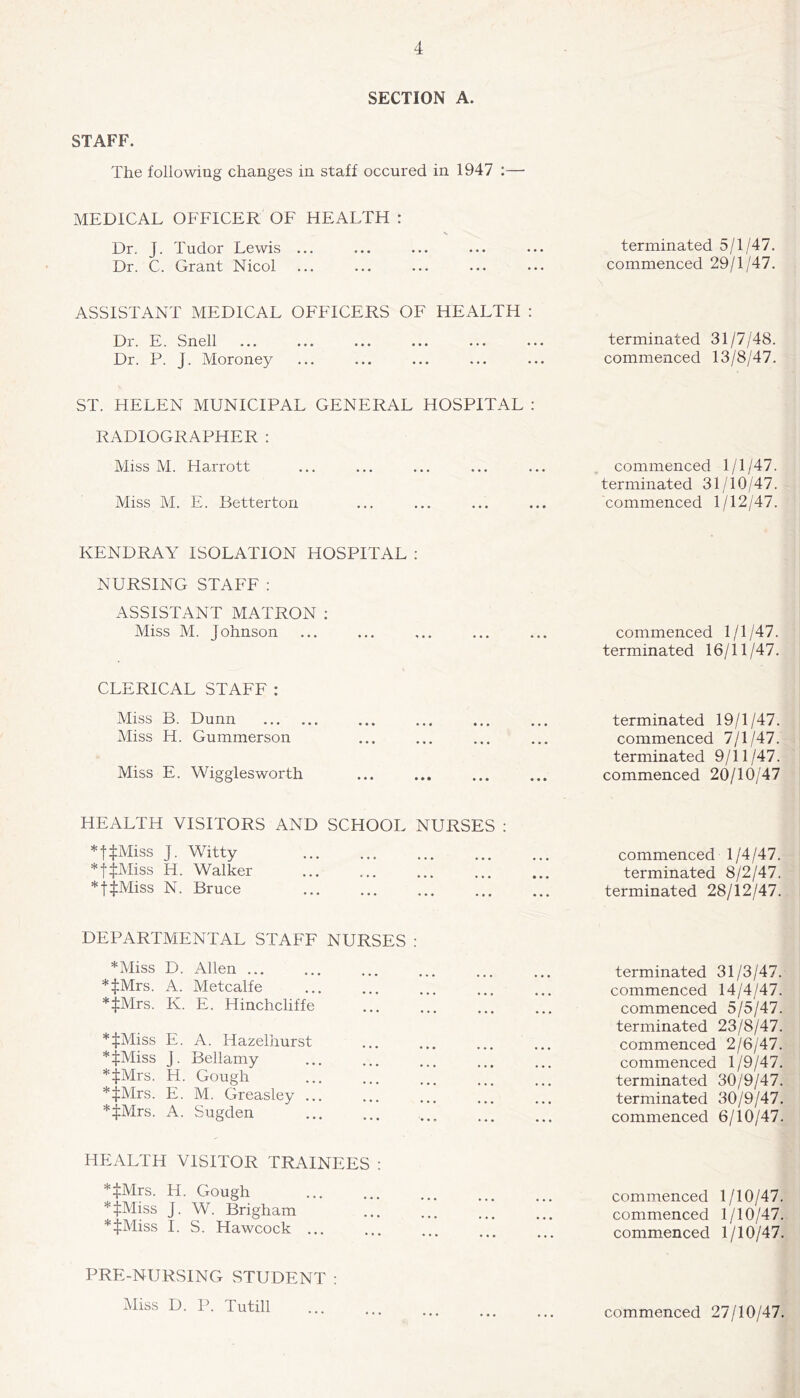 4
SECTION A.
STAFF.
The following changes in staff occured in 1947 :—
MEDICAL OFFICER OF HEALTH :
Dr. J. Tudor Lewis ... ... ... ... ... terminated 5/1/47.
Dr. C. Grant Nicol ... ... ... ... ... commenced 29/1/47.
ASSISTANT MEDICAL OFFICERS OF HEALTH :
Dr. E. Snell ... ... ... ... ... ... terminated 31/7/48.
Dr. P. J. Moroney ... ... ... ... ... commenced 13/8/47.
ST. HELEN MUNICIPAL GENERAL HOSPITAL :
RADIOGRAPHER :
Miss M. Harrott ... ... ... ... ... commenced 1/1/47.
terminated 31/10/47.
Miss M. E. Betterton ... ... ... ... commenced 1/12/47.
KENDRAY ISOLATION HOSPITAL :
NURSING STAFF :
ASSISTANT MATRON :
Miss M. Johnson ... ... ... ... ... commenced 1/1/47.
terminated 16/11/47.
CLERICAL STAFF :
Miss B. Dunn ... ... ... ... ... ... terminated 19/1/47.
Miss H. Gummerson ... ... ... ... commenced 7/1/47.
terminated 9/11/47.
Miss E. Wigglesworth ... ... ... ... commenced 20/10/47
HEALTH VISITORS AND SCHOOL NURSES :
*†‡Miss J. Witty ... ... ... ... ... commenced 1/4/47.
*†‡Miss H. Walker ... ... ... ... ... terminated 8/2/47.
*†‡Miss N. Bruce ... ... ... ... ... terminated 28/12/47.
DEPARTMENTAL STAFF NURSES :
*Miss D. Allen ... ... ... ... ... ... terminated 31/3/47.
*‡Mrs. A. Metcalfe ... ... ... ... ... commenced 14/4/47.
*‡Mrs. K. E. Hinchcliffe ... ... ... ... commenced 5/5/47.
terminated 23/8/47.
*‡Miss E. A. Hazelhurst ... ... ... ... commenced 2/6/47.
*‡Miss J. Bellamy ... ... ... ... ... commenced 1/9/47.
*‡Mrs. H. Gough ... ... ... ... ... terminated 30/9/47.
*‡Mrs. E. M. Greasley ... ... ... ... ... terminated 30/9/47.
*‡Mrs. A. Sugden ... ... ... ... ... commenced 6/10/47.
HEALTH VISITOR TRAINEES :
*‡Mrs. H. Gough ... ... ... ... ... commenced 1/10/47.
*‡Miss J. W. Brigham ... ... ... ... commenced 1/10/47.
*‡Miss I. S. Hawcock ... ... ... ... ... commenced 1/10/47.
PRE-NURSING STUDENT :
Miss D. P. Tutill ... ... ... ... ... commenced 27/10/47.